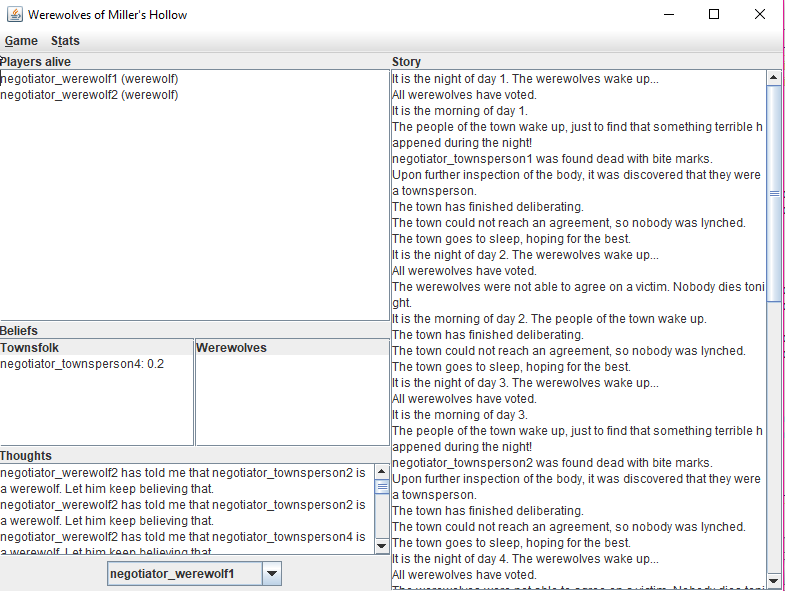 Werewolves of Miller's Hollow
Game Stats
Players alive
negotiator_werewolf1 (werewolf)
negotiator_werewolf2 (werewolf)
Beliefs
Townsfolk
negotiator_townsperson4: 0.2
Werewolves
Thoughts
negotiator_werewolf2 has told me that negotiator_townsperson2 is
a werewolf. Let him keep believing that.
negotiator_werewolf2 has told me that negotiator_townsperson2 is
a werewolf. Let him keep believing that.
negotiator_werewolf2 has told me that negotiator_townsperson4 is
a werewolf. Let him keep believing that.
negotiator_werewolf1
Story
It is the night of day 1. The werewolves wake up...
All werewolves have voted.
It is the morning of day 1.
The people of the town wake up, just to find that something terrible h
appened during the night!
negotiator_townsperson1 was found dead with bite marks.
Upon further inspection of the body, it was discovered that they were
a townsperson.
The town has finished deliberating.
The town could not reach an agreement, so nobody was lynched.
The town goes to sleep, hoping for the best.
It is the night of day 2. The werewolves wake up...
All werewolves have voted.
The werewolves were not able to agree on a victim. Nobody dies toni
ght.
It is the morning of day 2. The people of the town wake up.
The town has finished deliberating.
The town could not reach an agreement, so nobody was lynched.
The town goes to sleep, hoping for the best.
It is the night of day 3. The werewolves wake up...
All werewolves have voted.
It is the morning of day 3.
The people of the town wake up, just to find that something terrible h
appened during the night!
negotiator_townsperson2 was found dead with bite marks.
Upon further inspection of the body, it was discovered that they were
a townsperson.
The town has finished deliberating.
The town could not reach an agreement, so nobody was lynched.
The town goes to sleep, hoping for the best.
It is the night of day 4. The werewolves wake up...
All werewolves have voted.
The werewolves were not able to agree on a victim. Nobody dies toni